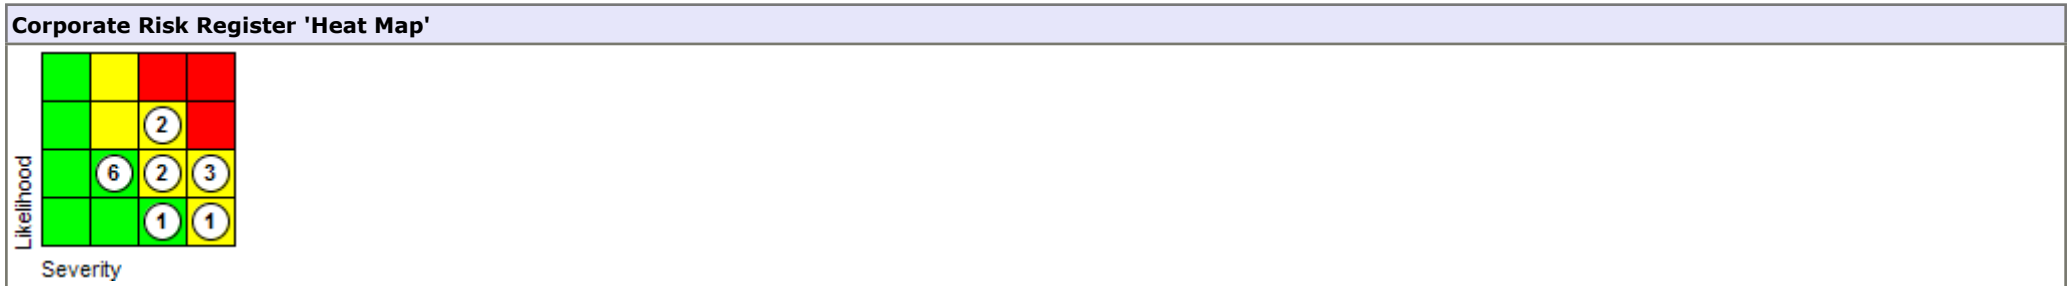 Corporate Risk Register 'Heat Map'
2
6 2 3
1 1
Likelihood
Severity